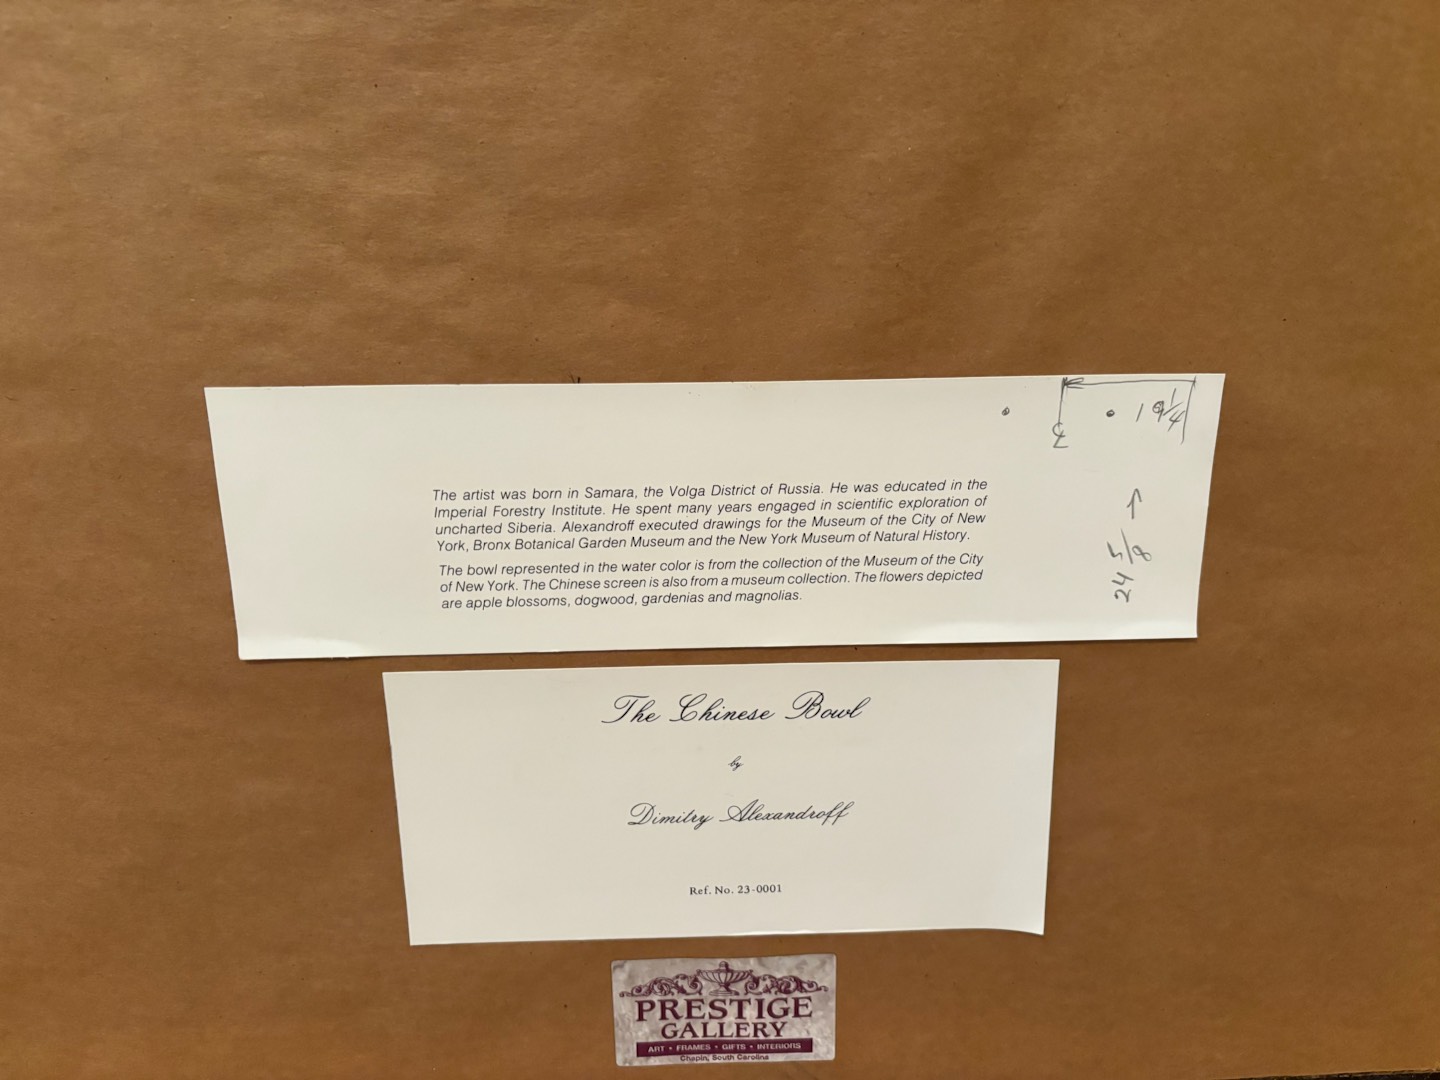 1 9 1/4
℄
The artist was born in Samara, the Volga District of Russia. He was educated in the
Imperial Forestry Institute. He spent many years engaged in scientific exploration of
uncharted Siberia. Alexandroff executed drawings for the Museum of the City of New
York, Bronx Botanical Garden Museum and the New York Museum of Natural History.
The bowl represented in the water color is from the collection of the Museum of the City
of New York. The Chinese screen is also from a museum collection. The flowers depicted
are apple blossoms, dogwood, gardenias and magnolias.
24 5/8 →
The Chinese Bowl
by
Dimitry Alexandroff
Ref. No. 23-0001
PRESTIGE
GALLERY
ART • FRAMES • GIFTS • INTERIORS
Chapin, South Carolina